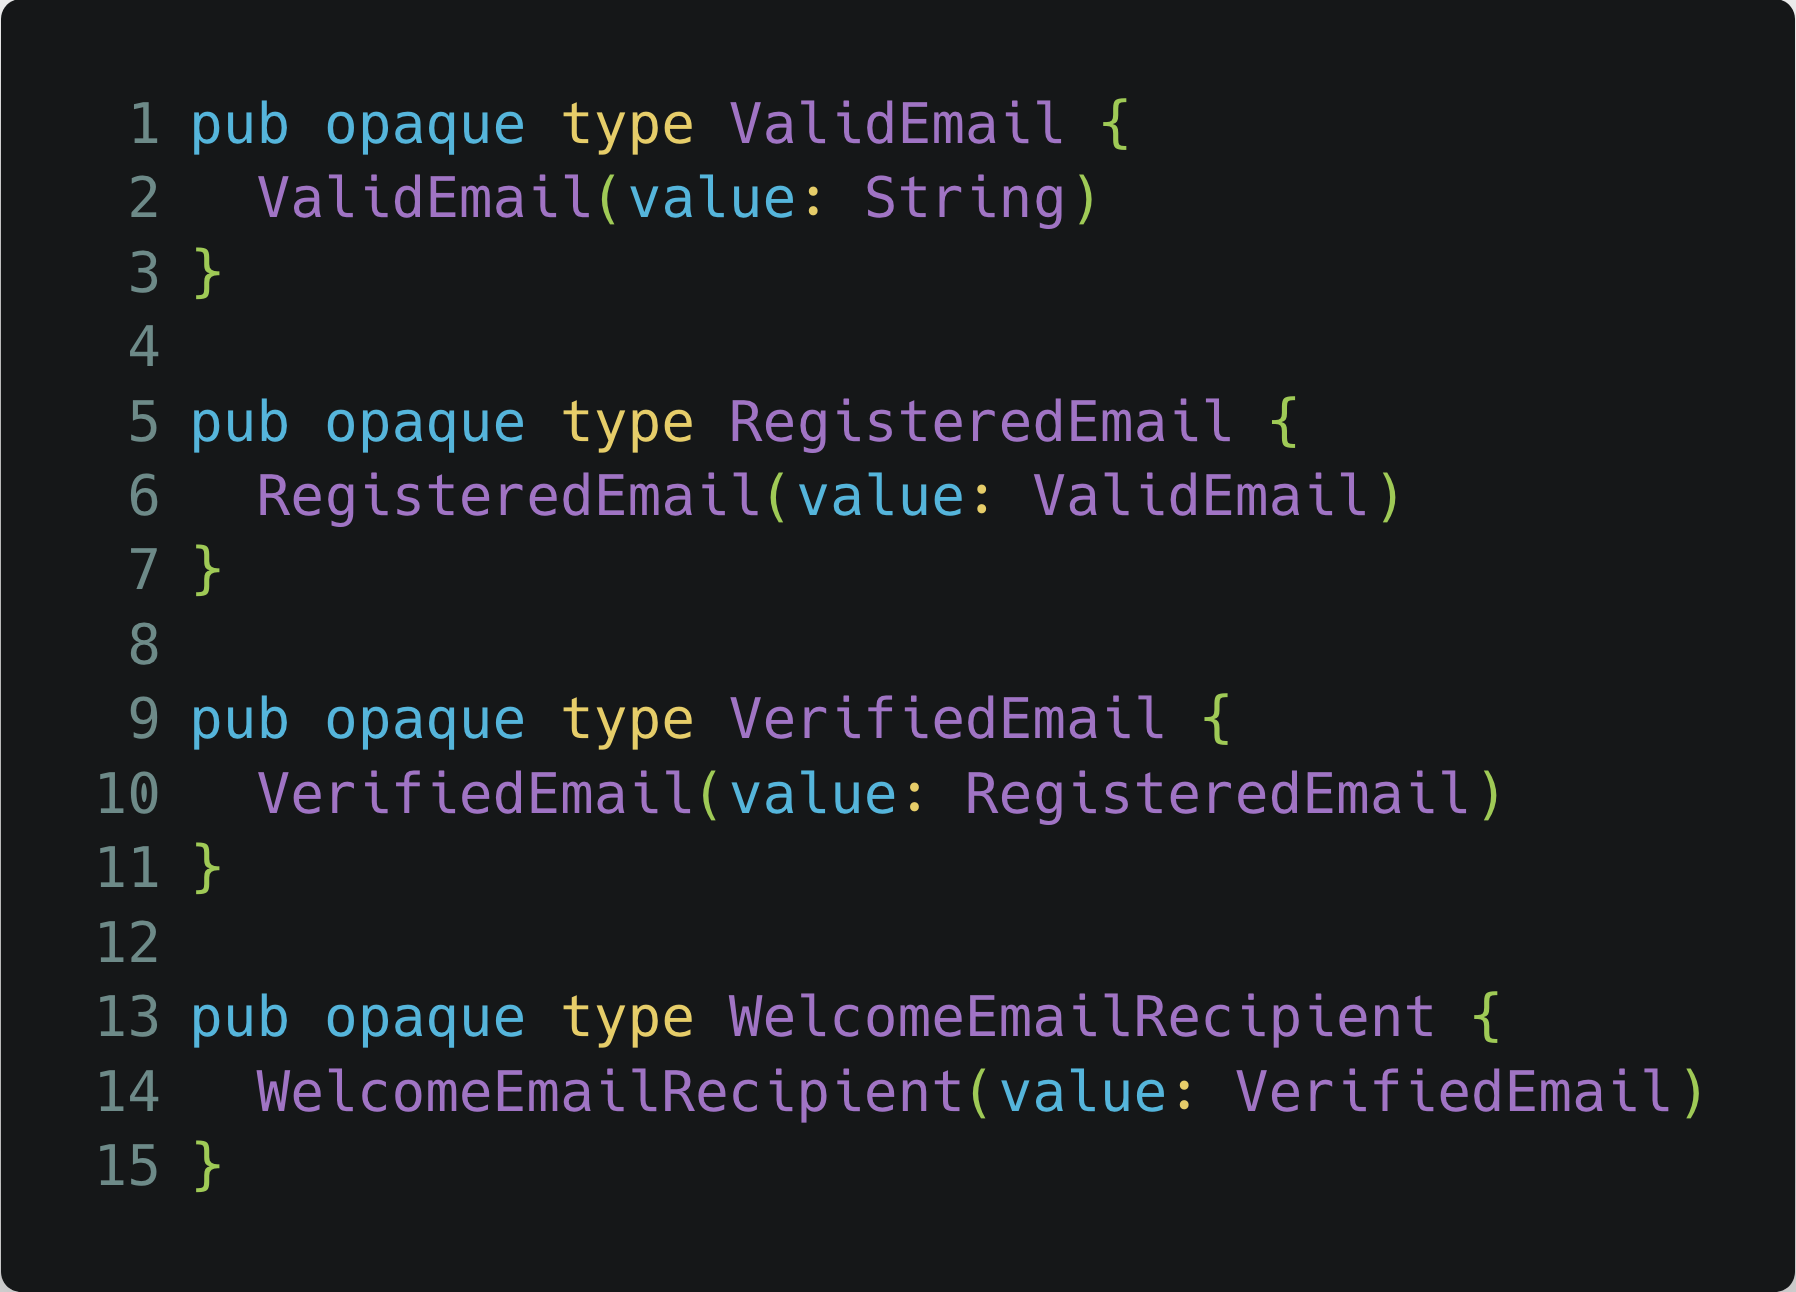 1 pub opaque type ValidEmail {
2   ValidEmail(value: String)
3 }
4
5 pub opaque type RegisteredEmail {
6   RegisteredEmail(value: ValidEmail)
7 }
8
9 pub opaque type VerifiedEmail {
10   VerifiedEmail(value: RegisteredEmail)
11 }
12
13 pub opaque type WelcomeEmailRecipient {
14   WelcomeEmailRecipient(value: VerifiedEmail)
15 }